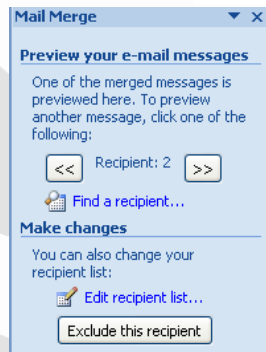 Mail Merge
Preview your e-mail messages
One of the merged messages is
previewed here. To preview
another message, click one of the
following:
<< Recipient: 2 >>
Find a recipient...
Make changes
You can also change your
recipient list:
Edit recipient list...
Exclude this recipient